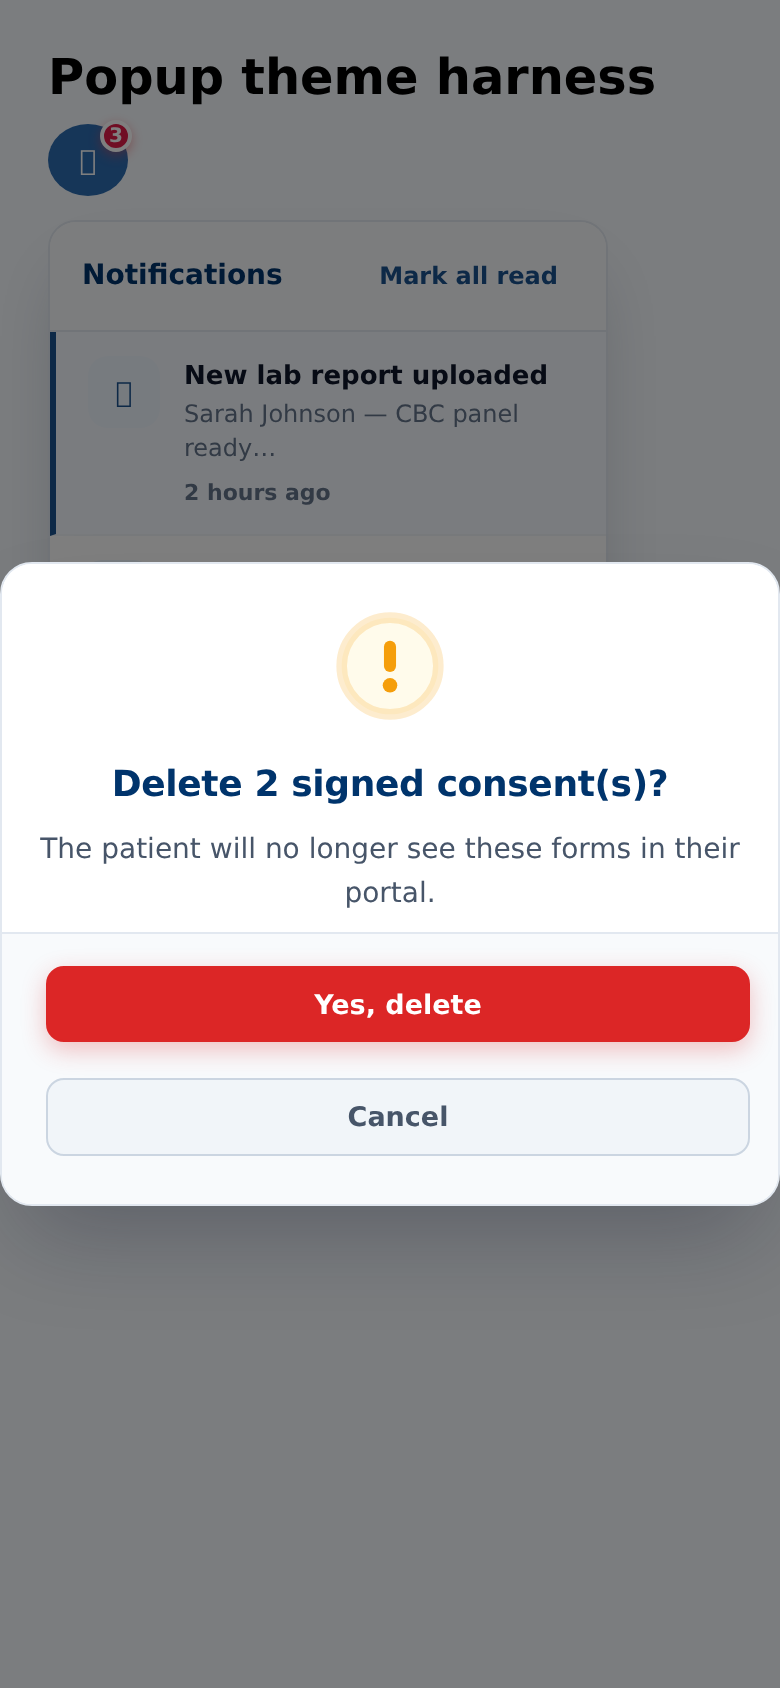 Popup theme harness
3
Notifications
Mark all read
New lab report uploaded
Sarah Johnson — CBC panel
ready…
2 hours ago
Delete 2 signed consent(s)?
The patient will no longer see these forms in their
portal.
Yes, delete
Cancel